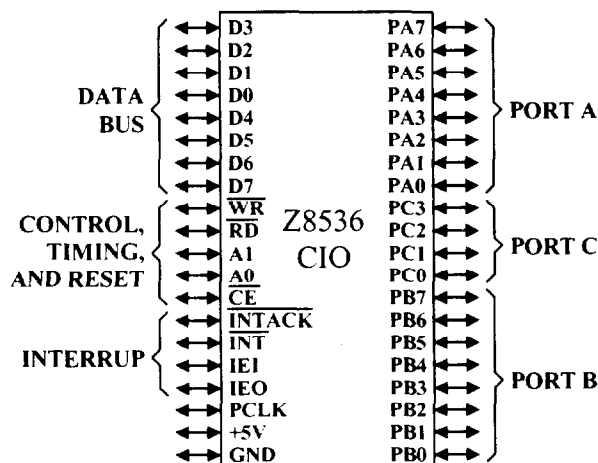 D3 PA7
D2 PA6
D1 PA5
DATA D0 PA4
BUS D4 PA3 PORT A
D5 PA2
D6 PA1
D7 PA0
WR PC3
CONTROL, RD Z8536 PC2
TIMING, A1 CIO PC1 PORT C
AND RESET A0 PC0
CE PB7
INTACK PB6
INT PB5
INTERRUP IEI PB4
IEO PB3 PORT B
PCLK PB2
+5V PB1
GND PB0